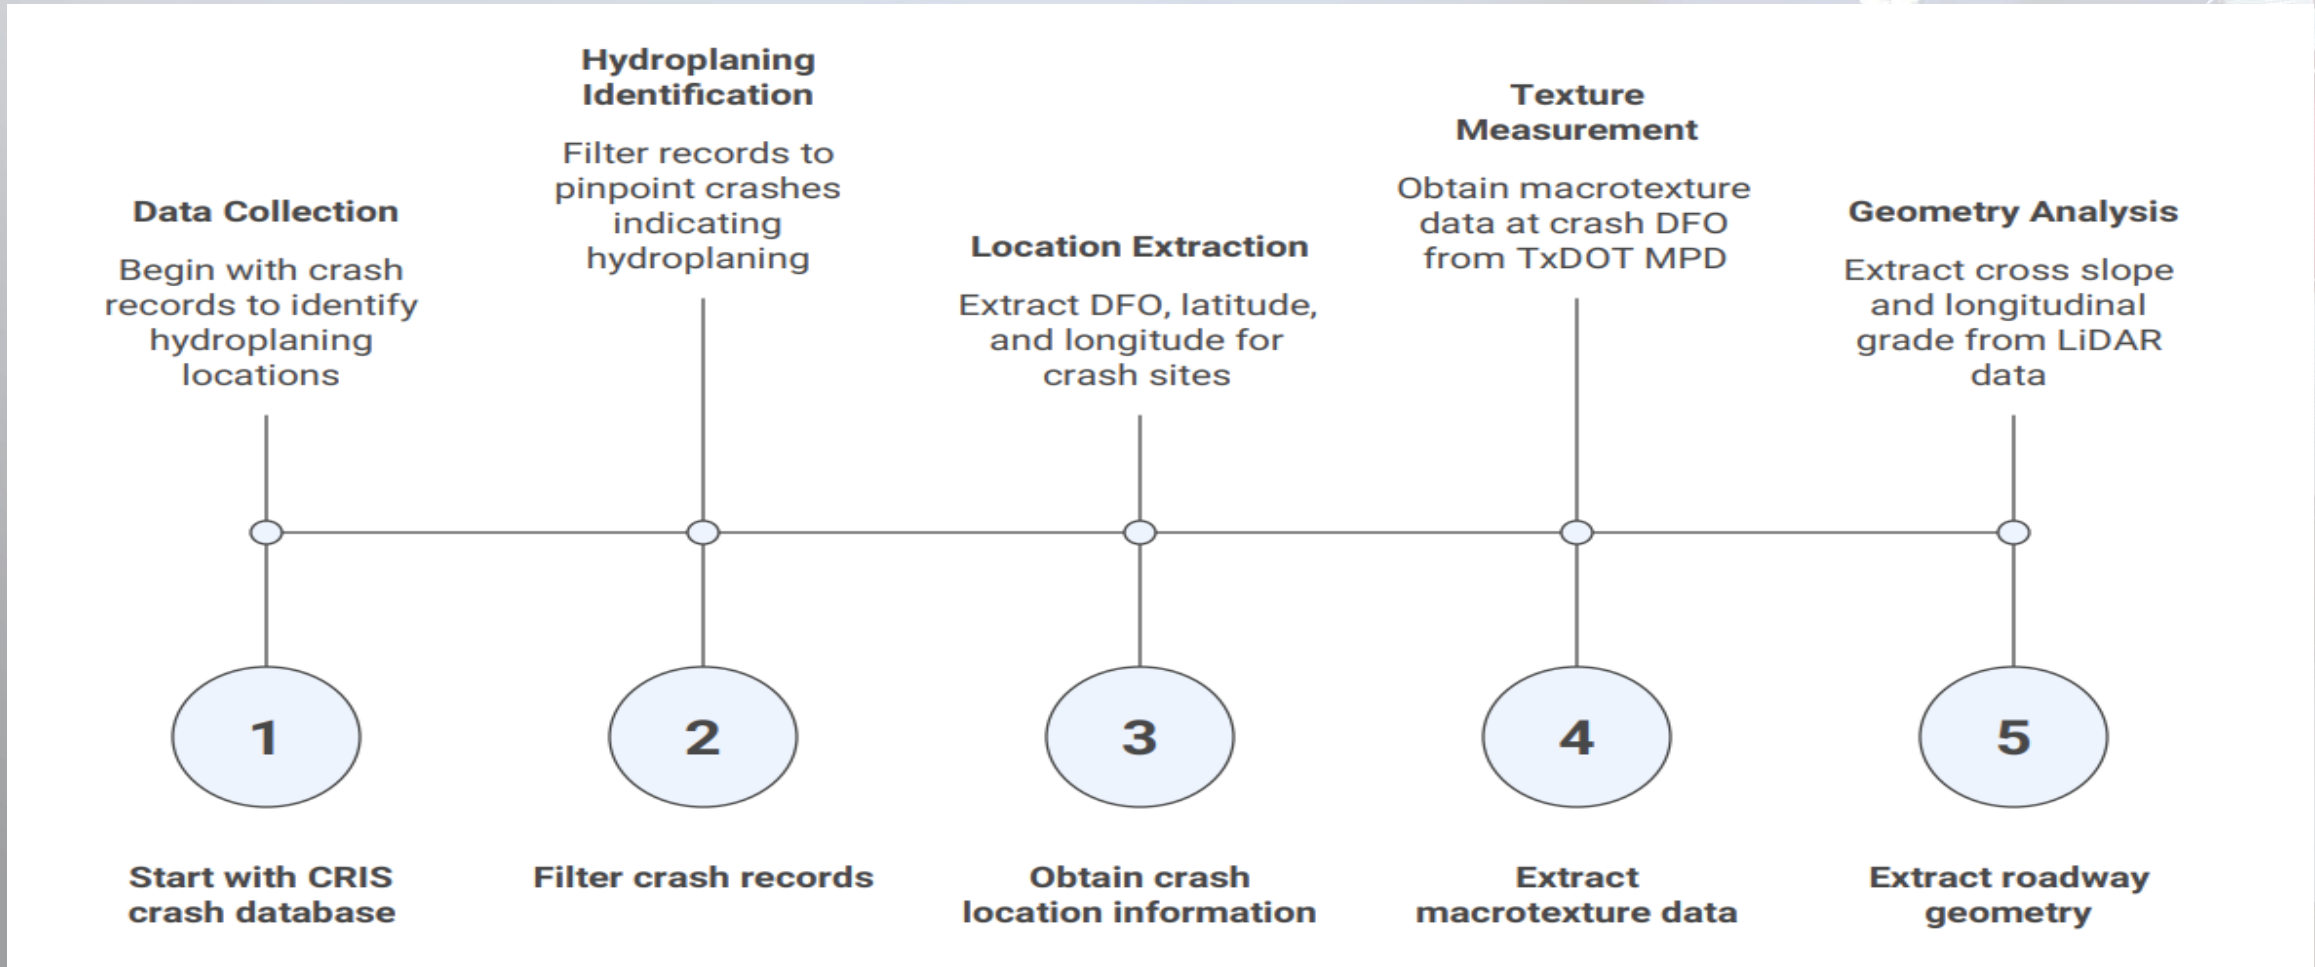 Data Collection
Begin with crash
records to identify
hydroplaning
locations
Hydroplaning
Identification
Filter records to
pinpoint crashes
indicating
hydroplaning
Location Extraction
Extract DFO, latitude,
and longitude for
crash sites
Texture
Measurement
Obtain macrotexture
data at crash DFO
from TxDOT MPD
Geometry Analysis
Extract cross slope
and longitudinal
grade from LiDAR
data
1
2
3
4
5
Start with CRIS
crash database
Filter crash records
Obtain crash
location information
Extract
macrotexture data
Extract roadway
geometry